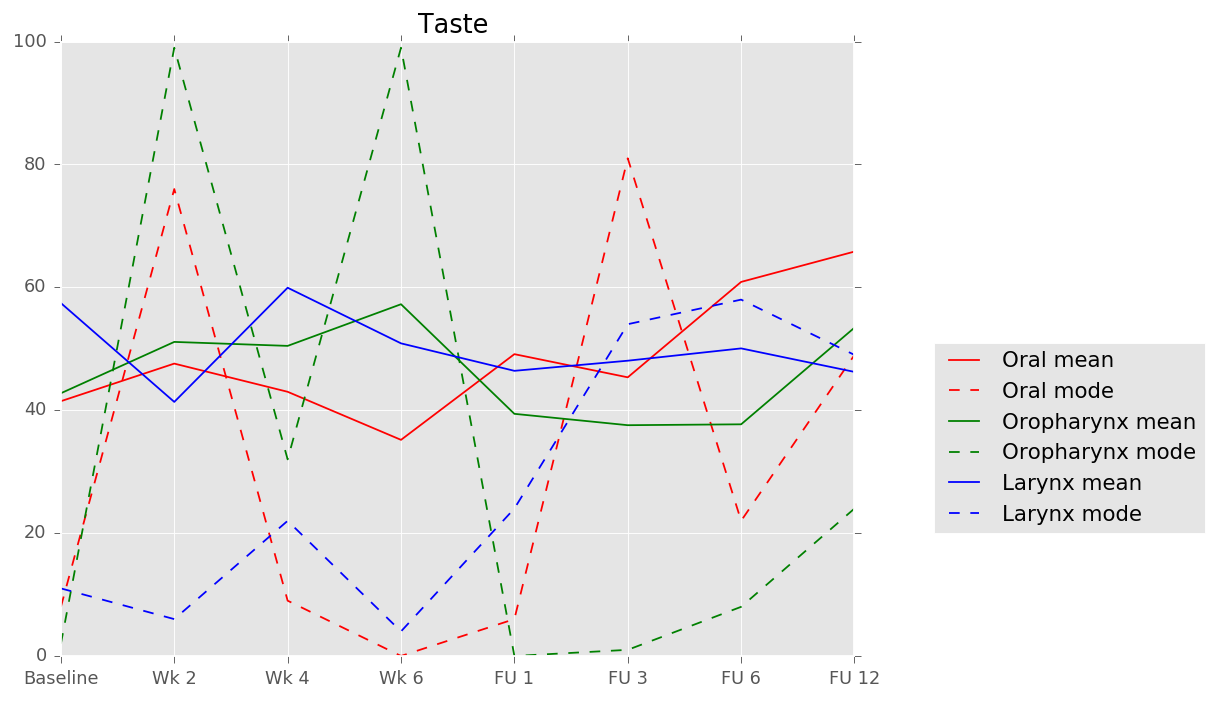 Taste
100
80
60
40
20
0
Baseline Wk 2 Wk 4 Wk 6 FU 1 FU 3 FU 6 FU 12
Oral mean
Oral mode
Oropharynx mean
Oropharynx mode
Larynx mean
Larynx mode